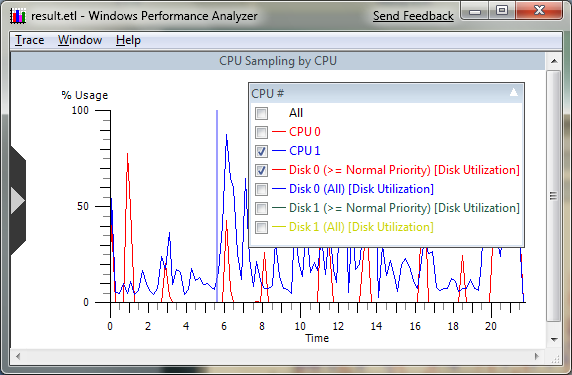 result.etl - Windows Performance Analyzer
Send Feedback
Trace Window Help
CPU Sampling by CPU
% Usage
CPU #
All
CPU 0
CPU 1
Disk 0 (>= Normal Priority) [Disk Utilization]
Disk 0 (All) [Disk Utilization]
Disk 1 (>= Normal Priority) [Disk Utilization]
Disk 1 (All) [Disk Utilization]
100
50
0
0 2 4 6 8 10 12 14 16 18 20
Time